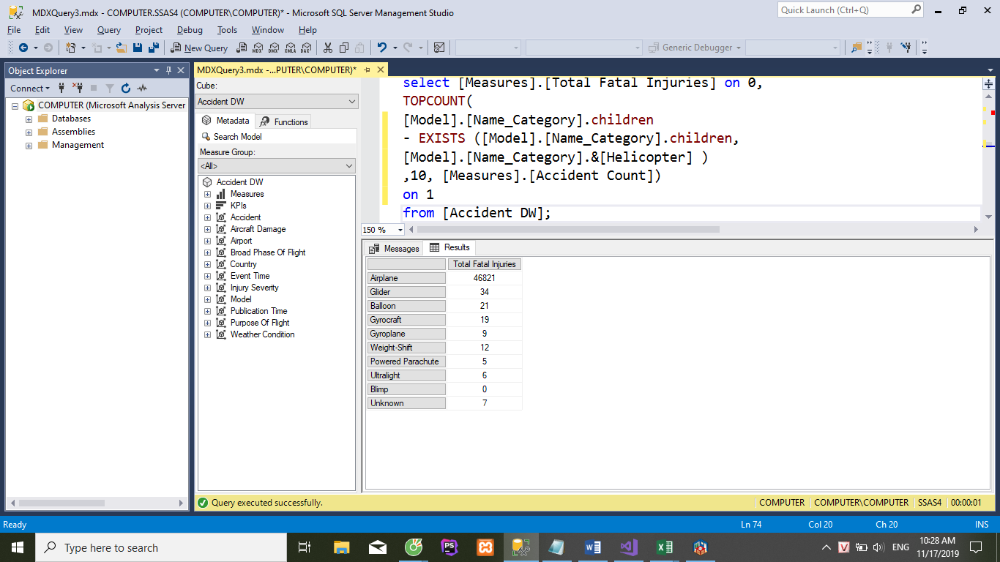 MDXQuery3.mdx - COMPUTER.SSAS4 (COMPUTER\COMPUTER)* - Microsoft SQL Server Management Studio
Quick Launch (Ctrl+Q)
File Edit View Query Project Debug Tools Window Help
New Query
MDX DMX XMLA DAX
Generic Debugger
Object Explorer
Connect
COMPUTER (Microsoft Analysis Server
Databases
Assemblies
Management
MDXQuery3.mdx -...PUTER\COMPUTER)*
Cube:
Accident DW
Metadata
Functions
Search Model
Measure Group:
<All>
Accident DW
Measures
KPIs
Accident
Aircraft Damage
Airport
Broad Phase Of Flight
Country
Event Time
Injury Severity
Model
Publication Time
Purpose Of Flight
Weather Condition
select [Measures].[Total Fatal Injuries] on 0,
TOPCOUNT(
[Model].[Name_Category].children
- EXISTS ([Model].[Name_Category].children,
[Model].[Name_Category].&[Helicopter] )
,10, [Measures].[Accident Count])
on 1
from [Accident DW];
150 %
Messages Results
Total Fatal Injuries
Airplane 46821
Glider 34
Balloon 21
Gyrocraft 19
Gyroplane 9
Weight-Shift 12
Powered Parachute 5
Ultralight 6
Blimp 0
Unknown 7
Query executed successfully.
COMPUTER COMPUTER\COMPUTER SSAS4 00:00:01
Ready
Ln 74 Col 20 Ch 20 INS
Type here to search
PS
V
ENG
10:28 AM
11/17/2019